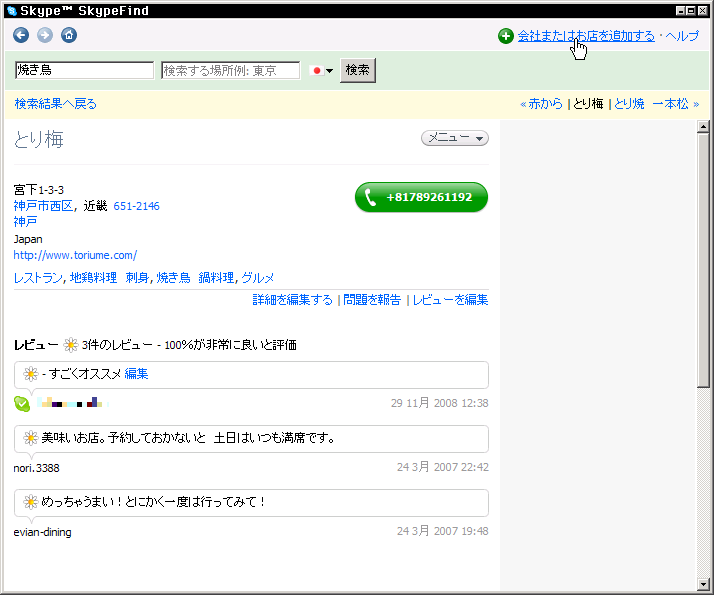 Skype™ SkypeFind
会社またはお店を追加する・ヘルプ
焼き鳥 検索する場所例: 東京 検索
検索結果へ戻る «赤から | とり梅 | とり焼 一本松 »
とり梅 メニュー
宮下1-3-3
神戸市西区, 近畿 651-2146 +81789261192
神戸
Japan
http://www.toriume.com/
レストラン, 地鶏料理 刺身, 焼き鳥 鍋料理, グルメ
詳細を編集する | 問題を報告 | レビューを編集
レビュー 3件のレビュー - 100%が非常に良いと評価
- すごくオススメ 編集
29 11月 2008 12:38
美味いお店。予約しておかないと 土日はいつも満席です。
nori.3388 24 3月 2007 22:42
めっちゃうまい！とにかく一度は行ってみて！
evian-dining 24 3月 2007 19:48